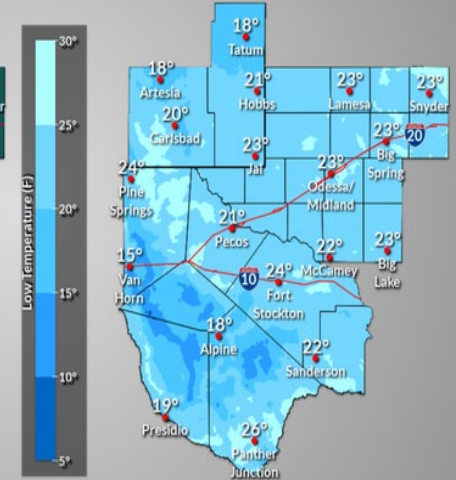 Low Temperature (F)
30°
25°
20°
15°
10°
5°
r
18°
Tatum
18°
Artesia
21°
Hobbs
23°
Lamesa
23°
Snyder
20°
Carlsbad
23°
Big
Spring
20
23°
Jal
23°
Odessa/
Midland
24°
Pine
Springs
21°
Pecos
22°
McCamey
23°
Big
Lake
15°
Van
Horn
10
24°
Fort
Stockton
18°
Alpine
22°
Sanderson
19°
Presidio
26°
Panther
Junction